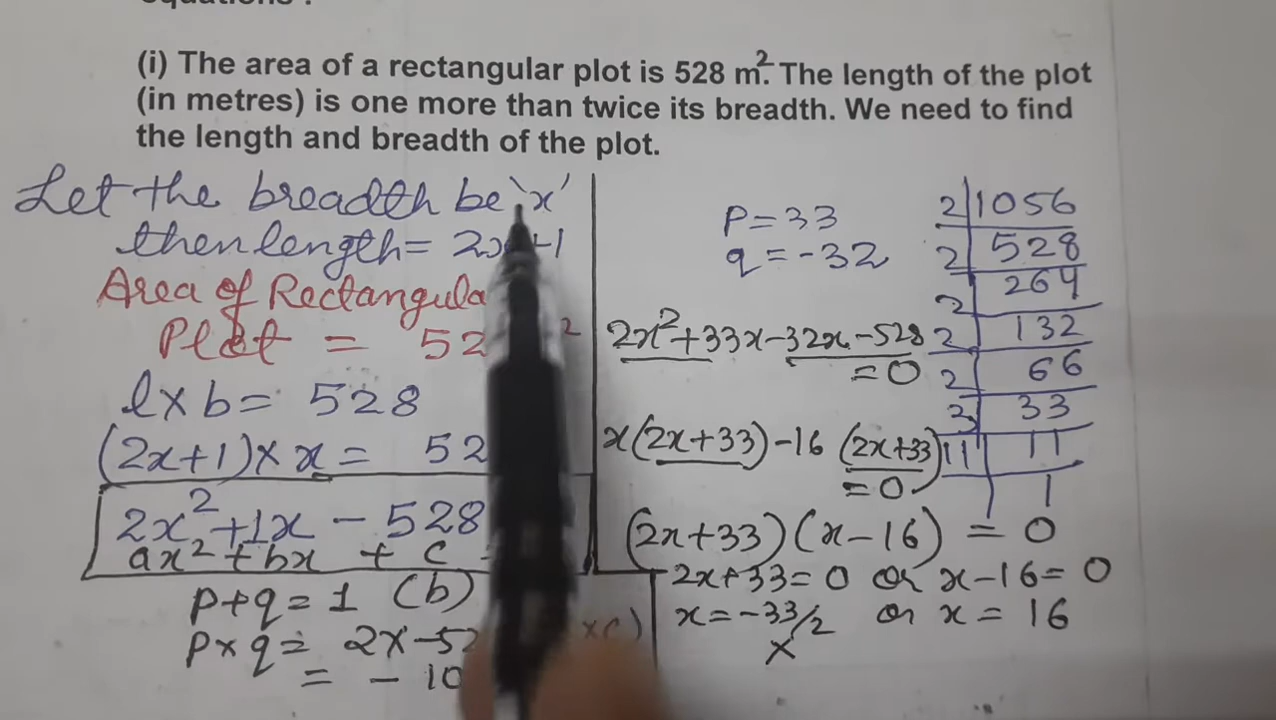 equations :
(i) The area of a rectangular plot is 528 m². The length of the plot
(in metres) is one more than twice its breadth. We need to find
the length and breadth of the plot.
Let the breadth be 'x'
then length = 2x+1
Area of Rectangula
Plot = 52 2
l x b = 528
(2x+1) x x = 52
2x² + 1x - 528
ax² + bx + c
p+q = 1 (b)
p x q = 2x-52 xc)
= - 10
P = 33
q = -32
2x² + 33x - 32x - 528
= 0
x(2x+33) - 16 (2x+33)
= 0
(2x+33)(x-16) = 0
2x+33 = 0 or x-16 = 0
x = -33/2 or x = 16
×
2 1056
2 528
2 264
2 132
2 66
3 33
11 11
1